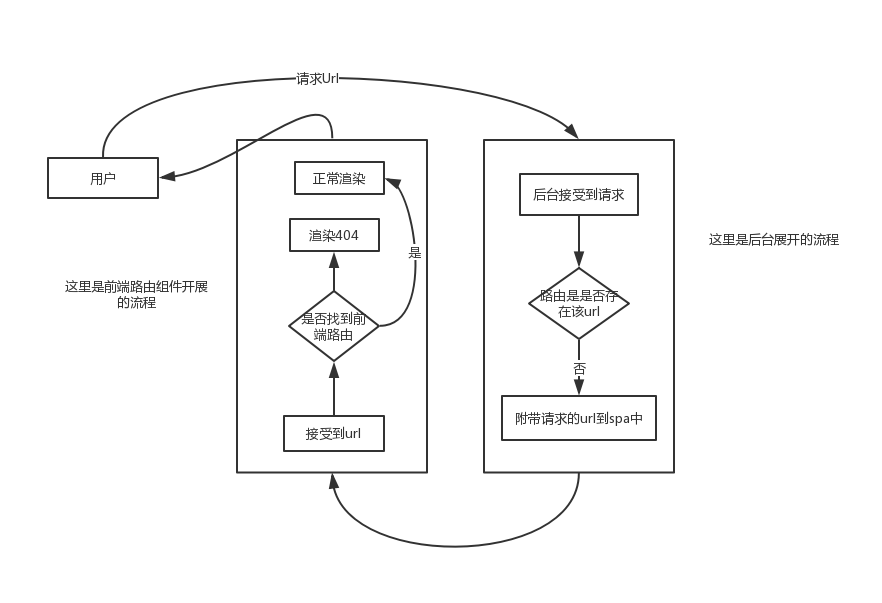 请求Url
用户
正常渲染
渲染404
是
是否找到前
端路由
接受到url
这里是前端路由组件开展
的流程
后台接受到请求
路由是是否存
在该url
否
附带请求的url到spa中
这里是后台展开的流程